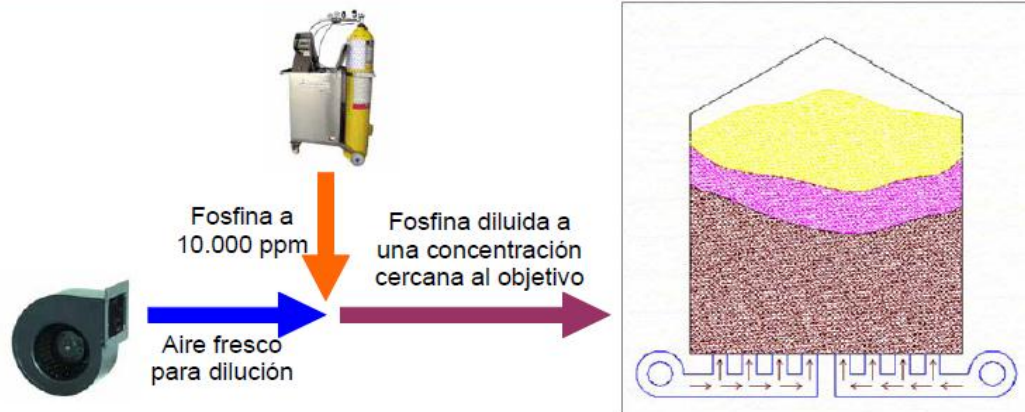 Fosfina a
10.000 ppm
Fosfina diluida a
una concentración
cercana al objetivo
Aire fresco
para dilución